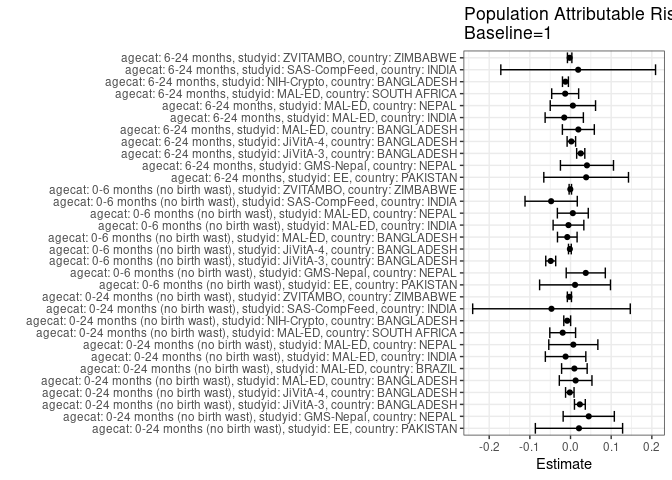 Population Attributable Ris
Baseline=1
agecat: 6-24 months, studyid: ZVITAMBO, country: ZIMBABWE
agecat: 6-24 months, studyid: SAS-CompFeed, country: INDIA
agecat: 6-24 months, studyid: NIH-Crypto, country: BANGLADESH
agecat: 6-24 months, studyid: MAL-ED, country: SOUTH AFRICA
agecat: 6-24 months, studyid: MAL-ED, country: NEPAL
agecat: 6-24 months, studyid: MAL-ED, country: INDIA
agecat: 6-24 months, studyid: MAL-ED, country: BANGLADESH
agecat: 6-24 months, studyid: JiVitA-4, country: BANGLADESH
agecat: 6-24 months, studyid: JiVitA-3, country: BANGLADESH
agecat: 6-24 months, studyid: GMS-Nepal, country: NEPAL
agecat: 6-24 months, studyid: EE, country: PAKISTAN
agecat: 0-6 months (no birth wast), studyid: ZVITAMBO, country: ZIMBABWE
agecat: 0-6 months (no birth wast), studyid: SAS-CompFeed, country: INDIA
agecat: 0-6 months (no birth wast), studyid: MAL-ED, country: NEPAL
agecat: 0-6 months (no birth wast), studyid: MAL-ED, country: INDIA
agecat: 0-6 months (no birth wast), studyid: MAL-ED, country: BANGLADESH
agecat: 0-6 months (no birth wast), studyid: JiVitA-4, country: BANGLADESH
agecat: 0-6 months (no birth wast), studyid: JiVitA-3, country: BANGLADESH
agecat: 0-6 months (no birth wast), studyid: GMS-Nepal, country: NEPAL
agecat: 0-6 months (no birth wast), studyid: EE, country: PAKISTAN
agecat: 0-24 months (no birth wast), studyid: ZVITAMBO, country: ZIMBABWE
agecat: 0-24 months (no birth wast), studyid: SAS-CompFeed, country: INDIA
agecat: 0-24 months (no birth wast), studyid: NIH-Crypto, country: BANGLADESH
agecat: 0-24 months (no birth wast), studyid: MAL-ED, country: SOUTH AFRICA
agecat: 0-24 months (no birth wast), studyid: MAL-ED, country: NEPAL
agecat: 0-24 months (no birth wast), studyid: MAL-ED, country: INDIA
agecat: 0-24 months (no birth wast), studyid: MAL-ED, country: BRAZIL
agecat: 0-24 months (no birth wast), studyid: MAL-ED, country: BANGLADESH
agecat: 0-24 months (no birth wast), studyid: JiVitA-4, country: BANGLADESH
agecat: 0-24 months (no birth wast), studyid: JiVitA-3, country: BANGLADESH
agecat: 0-24 months (no birth wast), studyid: GMS-Nepal, country: NEPAL
agecat: 0-24 months (no birth wast), studyid: EE, country: PAKISTAN
-0.2 -0.1 0.0 0.1 0.2
Estimate